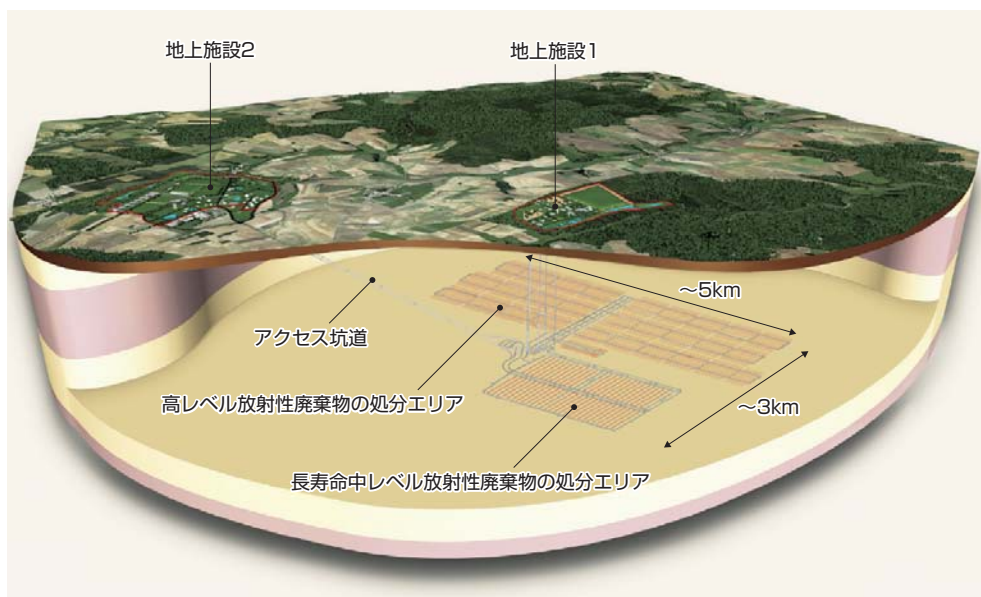 地上施設2
地上施設1
～5km
アクセス坑道
高レベル放射性廃棄物の処分エリア
～3km
長寿命中レベル放射性廃棄物の処分エリア